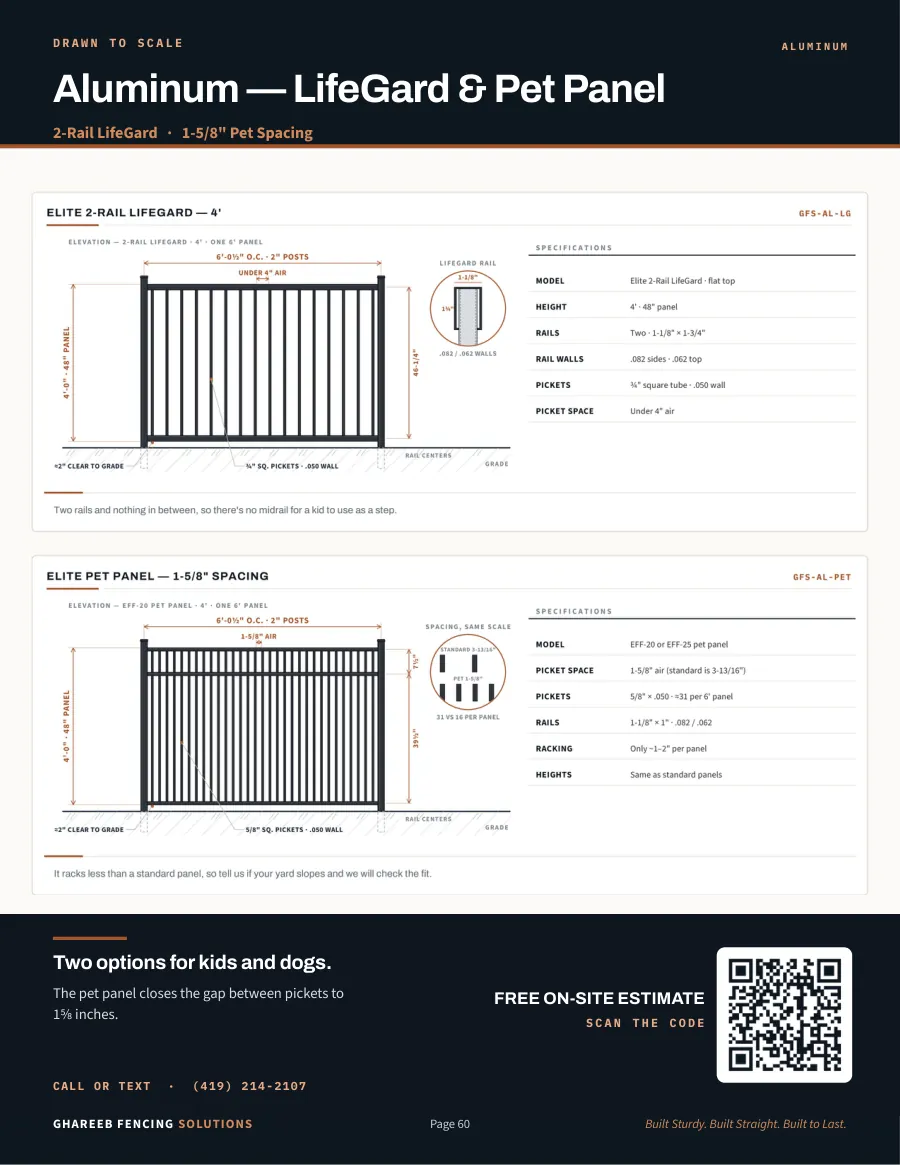 DRAWN TO SCALE
ALUMINUM
Aluminum — LifeGard & Pet Panel
2-Rail LifeGard · 1-5/8" Pet Spacing
ELITE 2-RAIL LIFEGARD — 4'
GFS-AL-LG
ELEVATION — 2-RAIL LIFEGARD · 4' · ONE 6' PANEL
6'-0½" O.C. · 2" POSTS
UNDER 4" AIR
4'-0" · 48" PANEL
46-1/4"
RAIL CENTERS
GRADE
≈2" CLEAR TO GRADE
¾" SQ. PICKETS · .050 WALL
LIFEGARD RAIL
1-1/8"
1¾"
.082 / .062 WALLS
SPECIFICATIONS
MODEL Elite 2-Rail LifeGard · flat top
HEIGHT 4' · 48" panel
RAILS Two · 1-1/8" × 1-3/4"
RAIL WALLS .082 sides · .062 top
PICKETS ¾" square tube · .050 wall
PICKET SPACE Under 4" air
Two rails and nothing in between, so there's no midrail for a kid to use as a step.
ELITE PET PANEL — 1-5/8" SPACING
GFS-AL-PET
ELEVATION — EFF-20 PET PANEL · 4' · ONE 6' PANEL
6'-0½" O.C. · 2" POSTS
1-5/8" AIR
4'-0" · 48" PANEL
7½"
39½"
RAIL CENTERS
GRADE
≈2" CLEAR TO GRADE
5/8" SQ. PICKETS · .050 WALL
SPACING, SAME SCALE
STANDARD 3-13/16"
PET 1-5/8"
31 VS 16 PER PANEL
SPECIFICATIONS
MODEL EFF-20 or EFF-25 pet panel
PICKET SPACE 1-5/8" air (standard is 3-13/16")
PICKETS 5/8" × .050 · ≈31 per 6' panel
RAILS 1-1/8" × 1" · .082 / .062
RACKING Only ~1–2" per panel
HEIGHTS Same as standard panels
It racks less than a standard panel, so tell us if your yard slopes and we will check the fit.
Two options for kids and dogs.
The pet panel closes the gap between pickets to
1⅝ inches.
FREE ON-SITE ESTIMATE
SCAN THE CODE
CALL OR TEXT · (419) 214-2107
GHAREEB FENCING SOLUTIONS
Page 60
Built Sturdy. Built Straight. Built to Last.